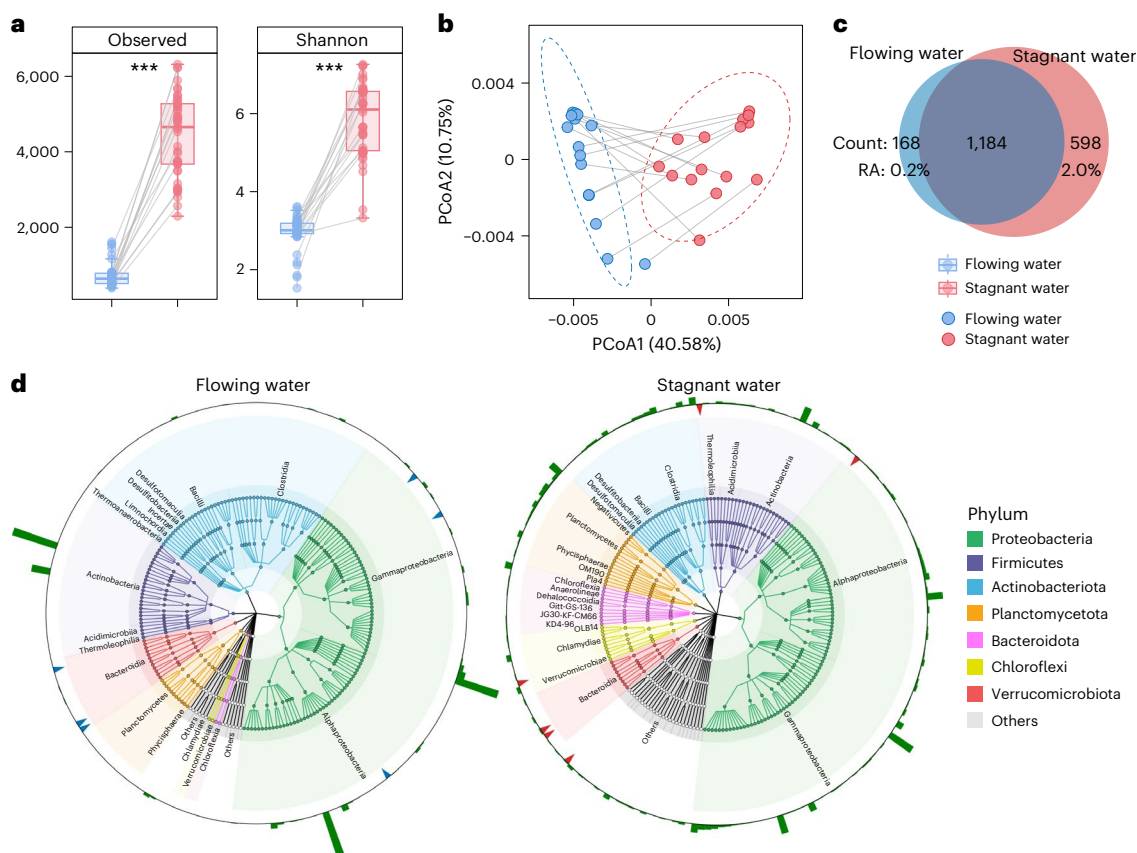 a
Observed
Shannon
***
***
6,000
4,000
2,000
6
4
2
b
PCoA2 (10.75%)
0.004
0
−0.004
−0.005
0
0.005
PCoA1 (40.58%)
c
Flowing water
Stagnant water
Count: 168
1,184
598
RA: 0.2%
2.0%
Flowing water
Stagnant water
Flowing water
Stagnant water
d
Flowing water
Desulfotomaculia
Desulfitobacteriia
Incertae
Limnochordia
Thermoanaerobacteria
Bacilli
Clostridia
Gammaproteobacteria
Alphaproteobacteria
Actinobacteria
Acidimicrobiia
Thermoleophilia
Bacteroidia
Planctomycetes
Phycisphaerae
Others
Chlamydiae
Verrucomicrobiae
Chloroflexia
Others
Stagnant water
Thermoleophilia
Acidimicrobiia
Actinobacteria
Alphaproteobacteria
Gammaproteobacteria
Clostridia
Bacilli
Desulfitobacteriia
Desulfotomaculia
Negativicutes
Planctomycetes
Phycisphaerae
OM190
Pla4
Chloroflexia
Anaerolineae
Dehalococcoidia
Gitt-GS-136
JG30-KF-CM66
KD4-96
OLB14
Chlamydiae
Verrucomicrobiae
Bacteroidia
Others
Phylum
Proteobacteria
Firmicutes
Actinobacteriota
Planctomycetota
Bacteroidota
Chloroflexi
Verrucomicrobiota
Others